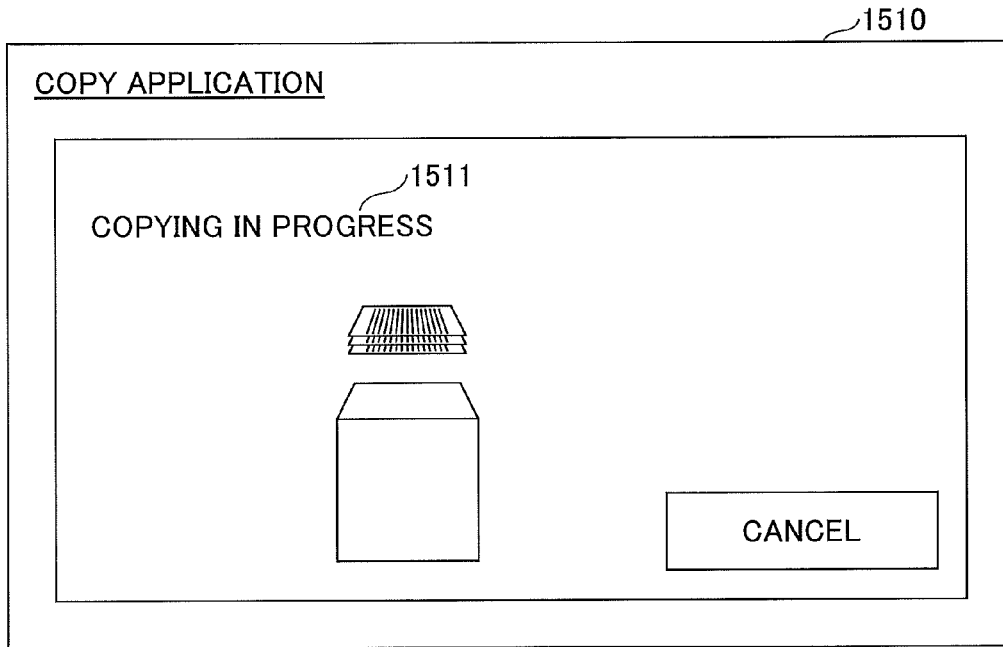 1510
COPY APPLICATION
1511
COPYING IN PROGRESS
CANCEL